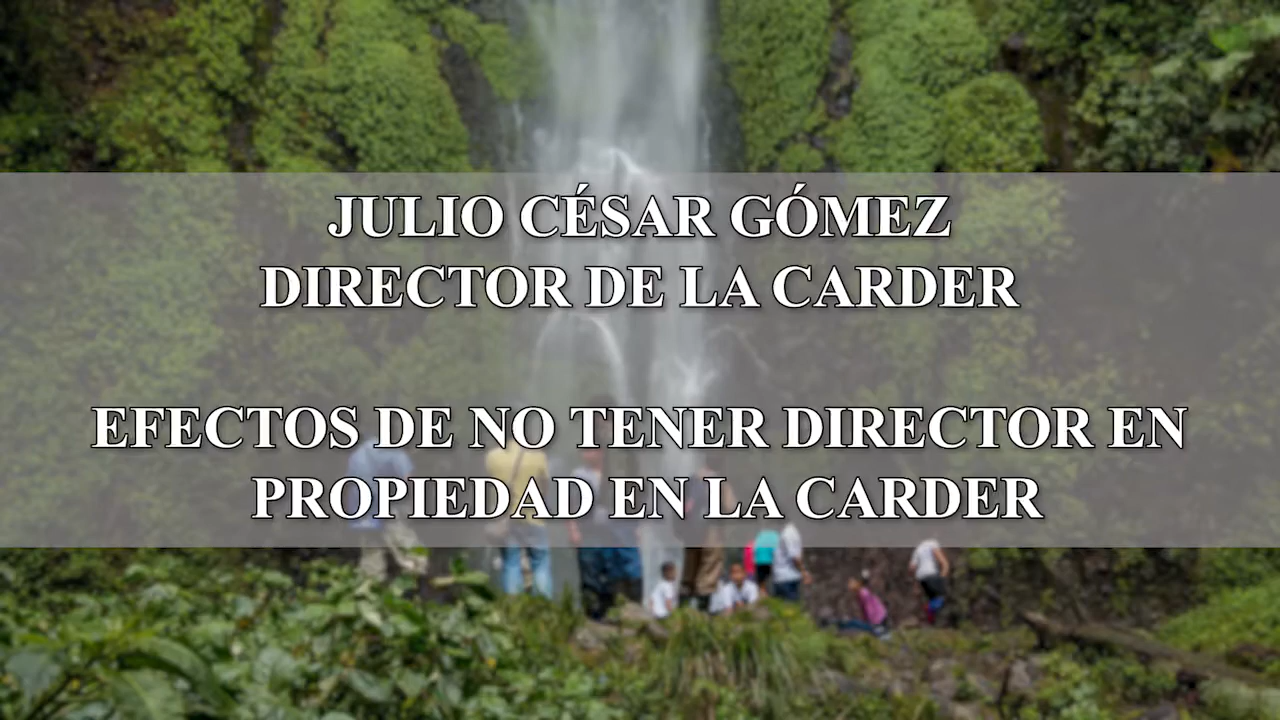 JULIO CÉSAR GÓMEZ
DIRECTOR DE LA CARDER
EFECTOS DE NO TENER DIRECTOR EN
PROPIEDAD EN LA CARDER